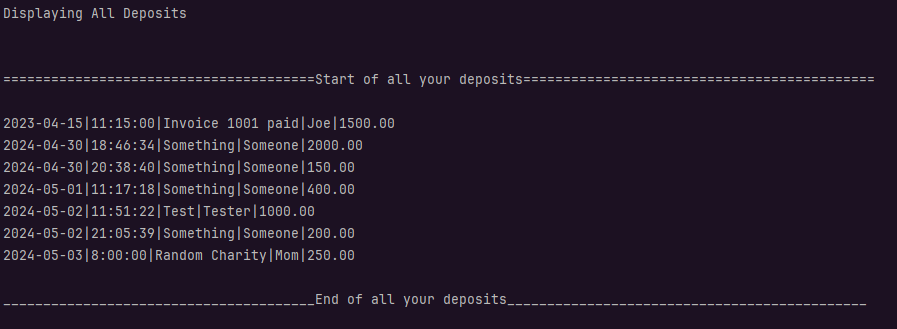 Displaying All Deposits
=======================================Start of all your deposits============================================
2023-04-15|11:15:00|Invoice 1001 paid|Joe|1500.00
2024-04-30|18:46:34|Something|Someone|2000.00
2024-04-30|20:38:40|Something|Someone|150.00
2024-05-01|11:17:18|Something|Someone|400.00
2024-05-02|11:51:22|Test|Tester|1000.00
2024-05-02|21:05:39|Something|Someone|200.00
2024-05-03|8:00:00|Random Charity|Mom|250.00
_______________________________________End of all your deposits_____________________________________________